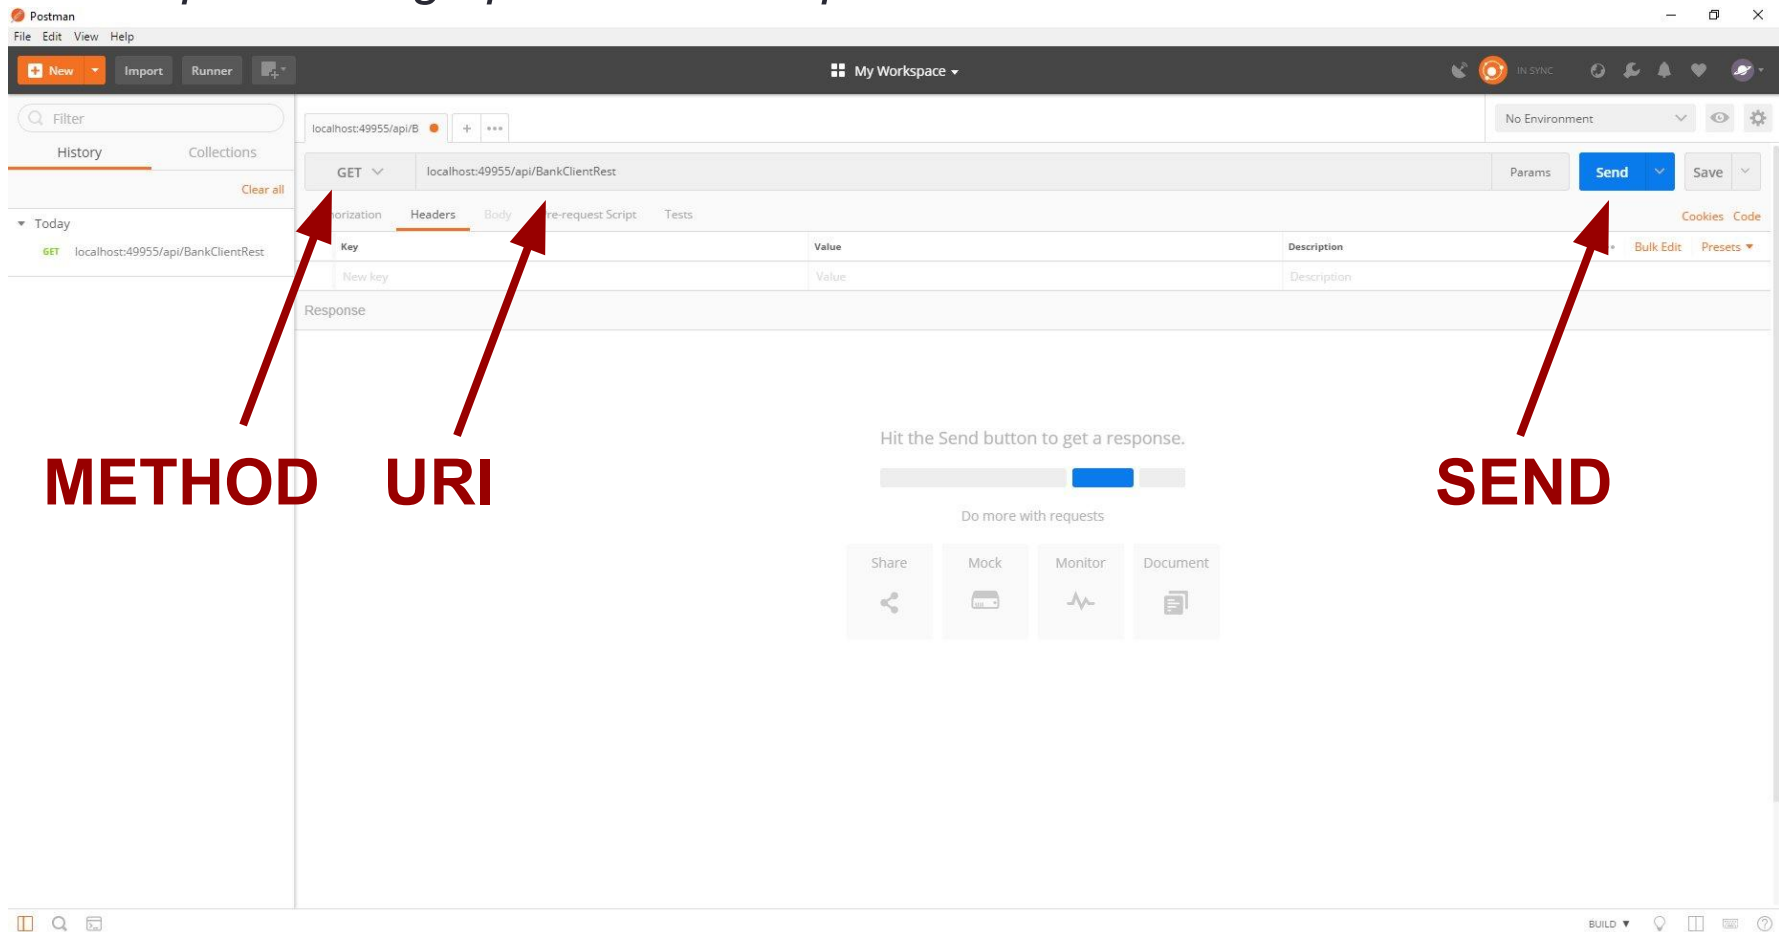 Postman
File Edit View Help
New Import Runner My Workspace IN SYNC
Filter
History Collections
Clear all
Today
GET localhost:49955/api/BankClientRest
localhost:49955/api/B + •••
No Environment
GET localhost:49955/api/BankClientRest Params Send Save
Headers Body re-request Script Tests Cookies Code
Key Value Description Bulk Edit Presets
New key Value Description
Response
METHOD URI SEND
Hit the Send button to get a response.
Do more with requests
Share Mock Monitor Document
BUILD